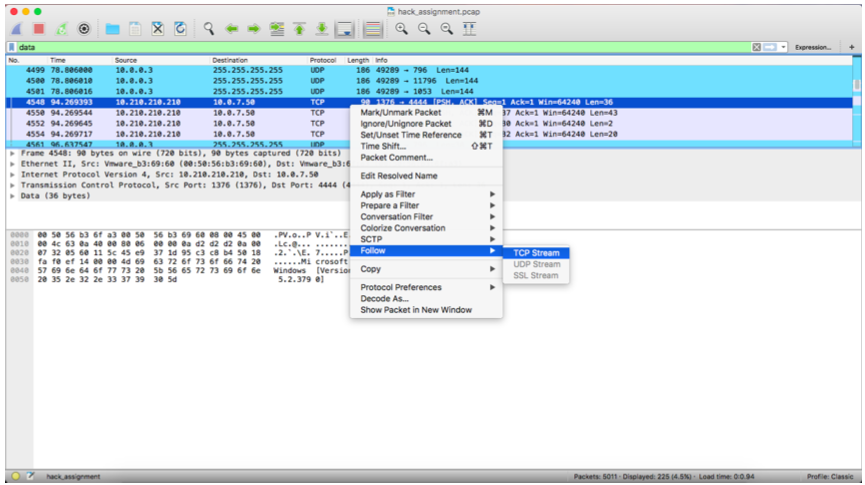 hack_assignment.pcap
data
Expression...
+
No. Time Source Destination Protocol Length Info
4499 78.806000 10.0.0.3 255.255.255.255 UDP 186 49289 → 796 Len=144
4500 78.806010 10.0.0.3 255.255.255.255 UDP 186 49289 → 11796 Len=144
4501 78.806016 10.0.0.3 255.255.255.255 UDP 186 49289 → 1053 Len=144
4548 94.269393 10.210.210.210 10.0.7.50 TCP 90 1376 → 4444 [PSH, ACK] Seq=1 Ack=1 Win=64240 Len=36
4550 94.269544 10.210.210.210 10.0.7.50 TCP 37 Ack=1 Win=64240 Len=43
4552 94.269645 10.210.210.210 10.0.7.50 TCP 80 Ack=1 Win=64240 Len=2
4554 94.269717 10.210.210.210 10.0.7.50 TCP 82 Ack=1 Win=64240 Len=20
4561 96.637547 10.0.0.3 255.255.255.255 UDP
Mark/Unmark Packet ⌘M
Ignore/Unignore Packet ⌘D
Set/Unset Time Reference ⌘T
Time Shift... ⇧⌘T
Packet Comment...
Edit Resolved Name
Apply as Filter
Prepare a Filter
Conversation Filter
Colorize Conversation
SCTP
Follow
Copy
Protocol Preferences
Decode As...
Show Packet in New Window
TCP Stream
UDP Stream
SSL Stream
Frame 4548: 90 bytes on wire (720 bits), 90 bytes captured (720 bits)
Ethernet II, Src: Vmware_b3:69:60 (00:50:56:b3:69:60), Dst: Vmware_b3:6
Internet Protocol Version 4, Src: 10.210.210.210, Dst: 10.0.7.50
Transmission Control Protocol, Src Port: 1376 (1376), Dst Port: 4444 (4
Data (36 bytes)
0000 00 50 56 b3 6f a3 00 50 56 b3 69 60 08 00 45 00 .PV.o..P V.i`..E
0010 00 4c 63 0a 40 00 80 06 00 00 0a d2 d2 d2 0a 00 .Lc.@... .......
0020 07 32 05 60 11 5c 45 e9 37 1d 95 c3 c8 b4 50 18 .2.`.\E. 7.....P
0030 fa f0 ef 14 00 00 4d 69 63 72 6f 73 6f 66 74 20 ......Mi crosoft
0040 57 69 6e 64 6f 77 73 20 5b 56 65 72 73 69 6f 6e Windows [Versio
0050 20 35 2e 32 2e 33 37 39 30 5d 5.2.379 0]
hack_assignment
Packets: 5011 · Displayed: 225 (4.5%) · Load time: 0:0.94
Profile: Classic